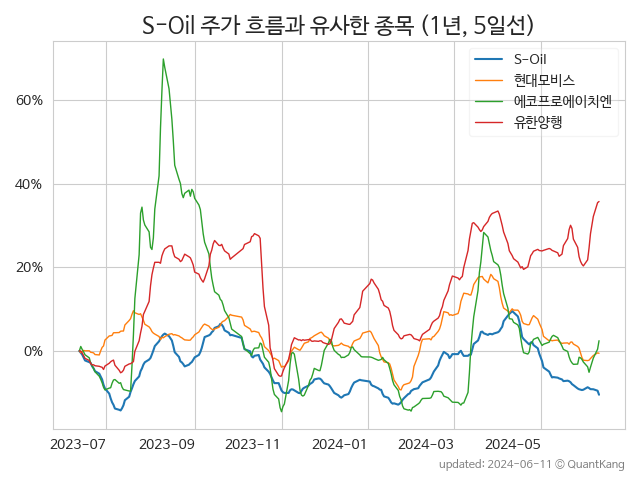 S-Oil 주가 흐름과 유사한 종목 (1년, 5일선)
S-Oil
현대모비스
에코프로에이치엔
유한양행
60%
40%
20%
0%
2023-07 2023-09 2023-11 2024-01 2024-03 2024-05
updated: 2024-06-11 © QuantKang